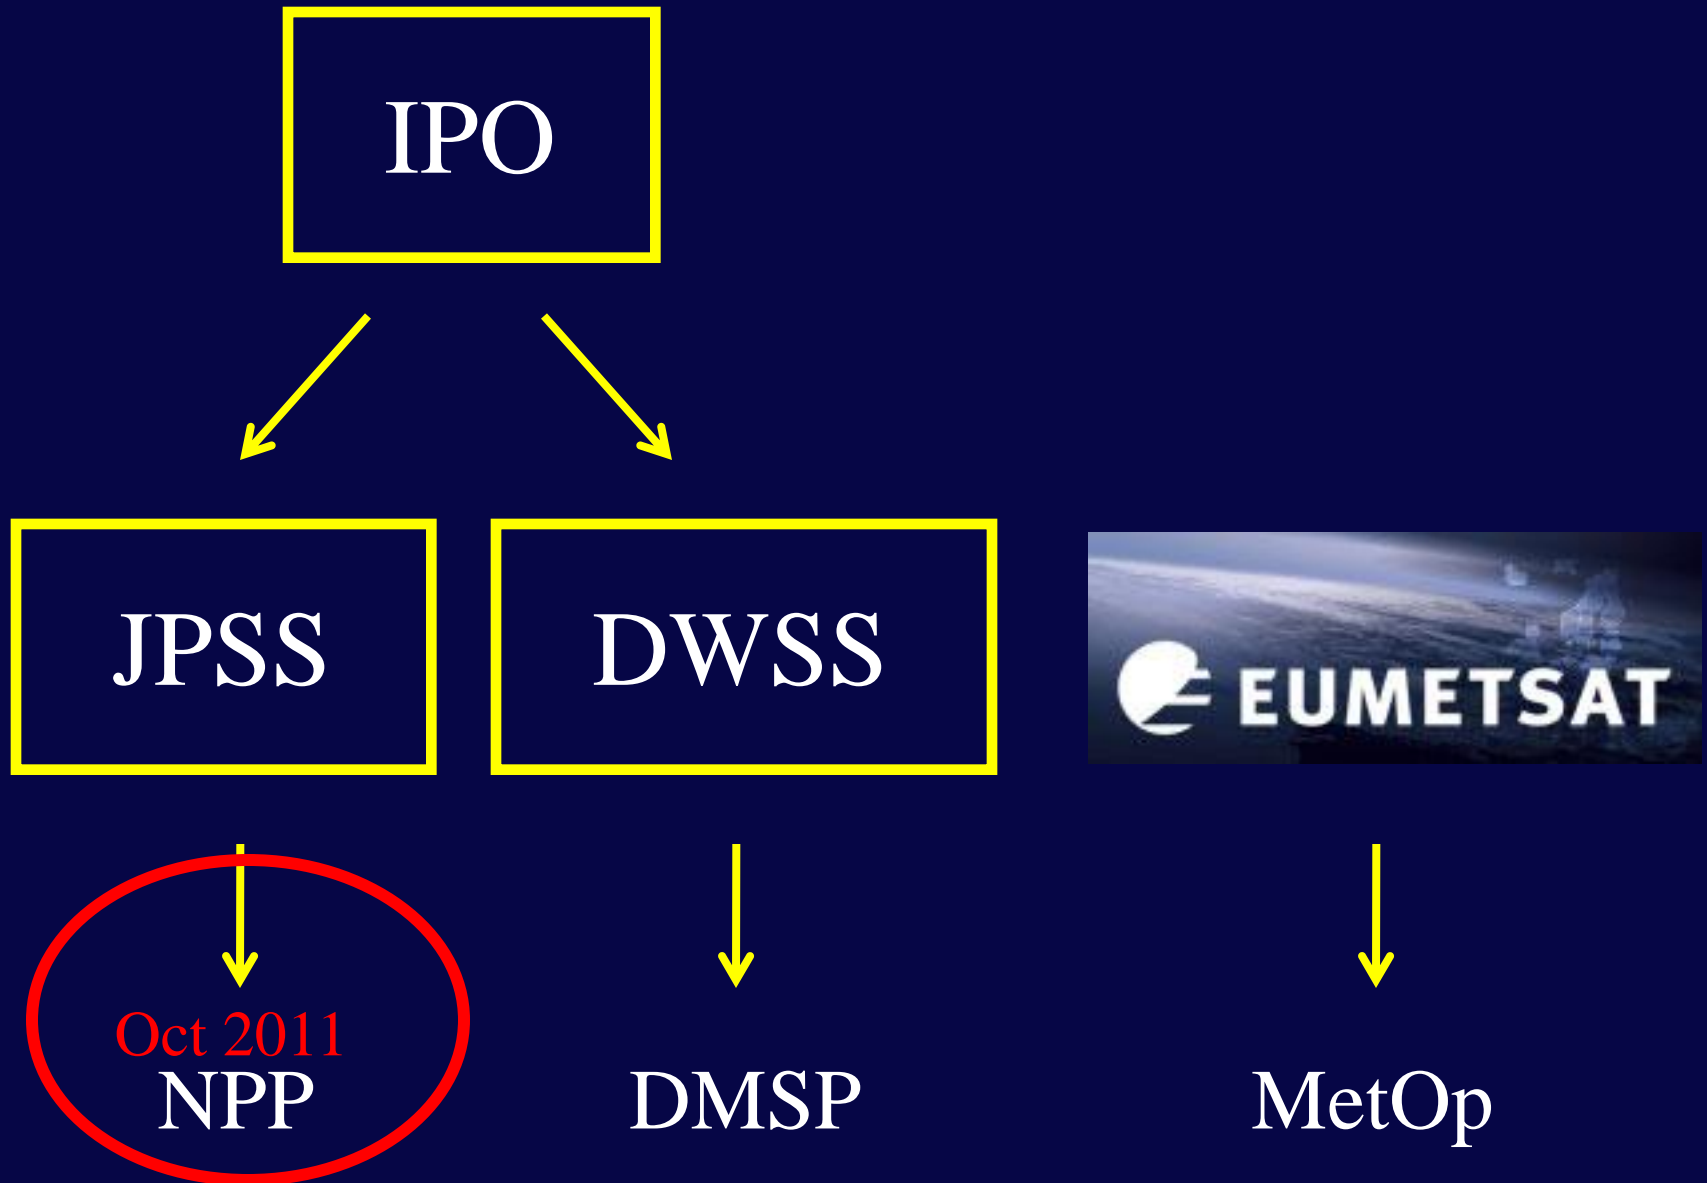 IPO
JPSS
DWSS
EUMETSAT
Oct 2011
NPP
DMSP
MetOp